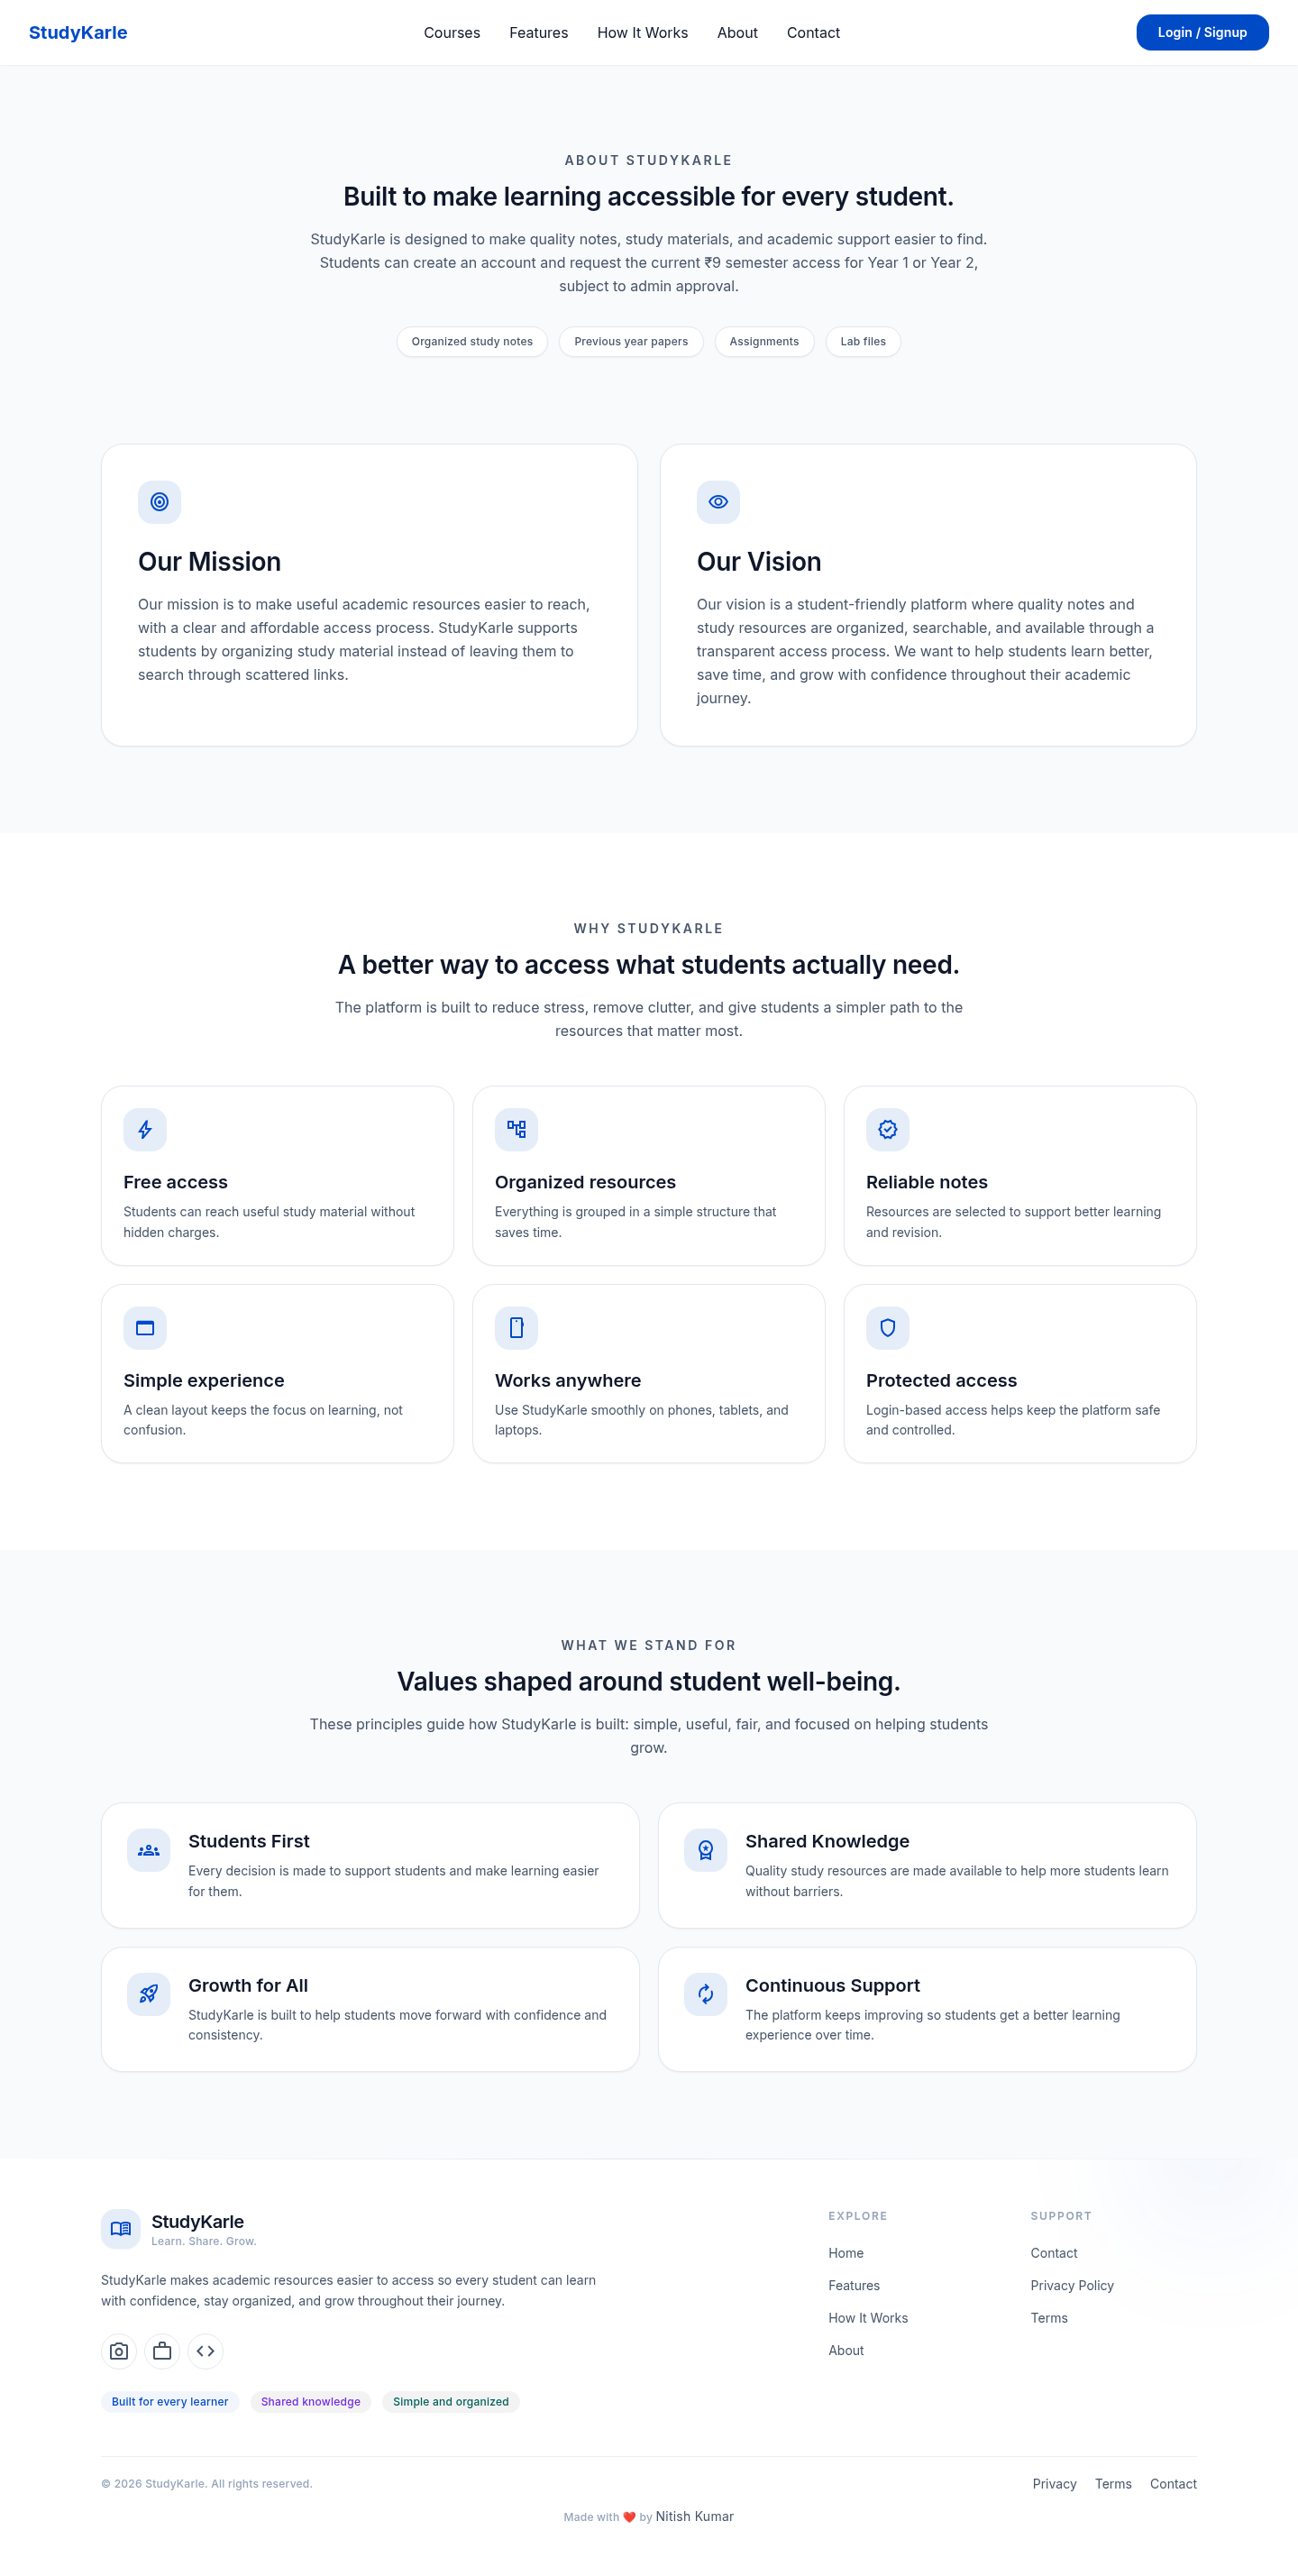 StudyKarle
Courses Features How It Works About Contact
Login / Signup
ABOUT STUDYKARLE
Built to make learning accessible for every student.
StudyKarle is designed to make quality notes, study materials, and academic support easier to find.
Students can create an account and request the current ₹9 semester access for Year 1 or Year 2,
subject to admin approval.
Organized study notes
Previous year papers
Assignments
Lab files
Our Mission
Our mission is to make useful academic resources easier to reach,
with a clear and affordable access process. StudyKarle supports
students by organizing study material instead of leaving them to
search through scattered links.
Our Vision
Our vision is a student-friendly platform where quality notes and
study resources are organized, searchable, and available through a
transparent access process. We want to help students learn better,
save time, and grow with confidence throughout their academic
journey.
WHY STUDYKARLE
A better way to access what students actually need.
The platform is built to reduce stress, remove clutter, and give students a simpler path to the
resources that matter most.
Free access
Students can reach useful study material without
hidden charges.
Organized resources
Everything is grouped in a simple structure that
saves time.
Reliable notes
Resources are selected to support better learning
and revision.
Simple experience
A clean layout keeps the focus on learning, not
confusion.
Works anywhere
Use StudyKarle smoothly on phones, tablets, and
laptops.
Protected access
Login-based access helps keep the platform safe
and controlled.
WHAT WE STAND FOR
Values shaped around student well-being.
These principles guide how StudyKarle is built: simple, useful, fair, and focused on helping students
grow.
Students First
Every decision is made to support students and make learning easier
for them.
Shared Knowledge
Quality study resources are made available to help more students learn
without barriers.
Growth for All
StudyKarle is built to help students move forward with confidence and
consistency.
Continuous Support
The platform keeps improving so students get a better learning
experience over time.
StudyKarle
Learn. Share. Grow.
StudyKarle makes academic resources easier to access so every student can learn
with confidence, stay organized, and grow throughout their journey.
Built for every learner
Shared knowledge
Simple and organized
EXPLORE
Home
Features
How It Works
About
SUPPORT
Contact
Privacy Policy
Terms
© 2026 StudyKarle. All rights reserved.
Privacy Terms Contact
Made with ❤️ by Nitish Kumar